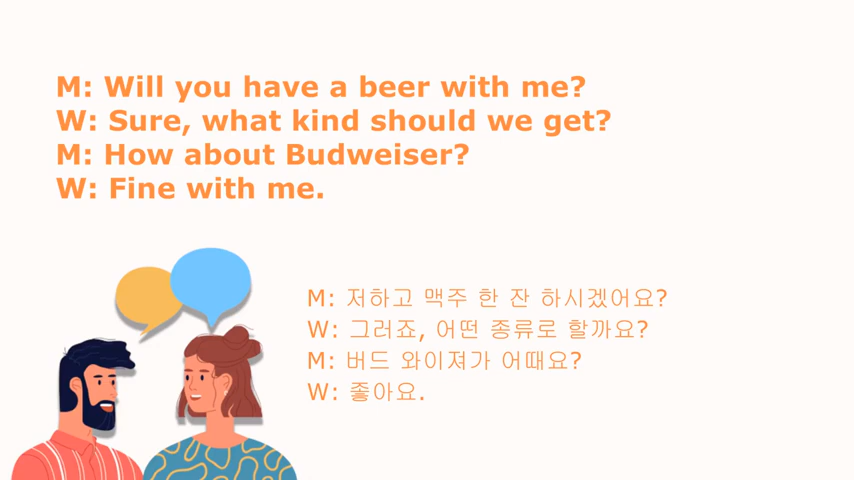 M: Will you have a beer with me?
W: Sure, what kind should we get?
M: How about Budweiser?
W: Fine with me.
M: 저하고 맥주 한 잔 하시겠어요?
W: 그러죠, 어떤 종류로 할까요?
M: 버드 와이져가 어때요?
W: 좋아요.